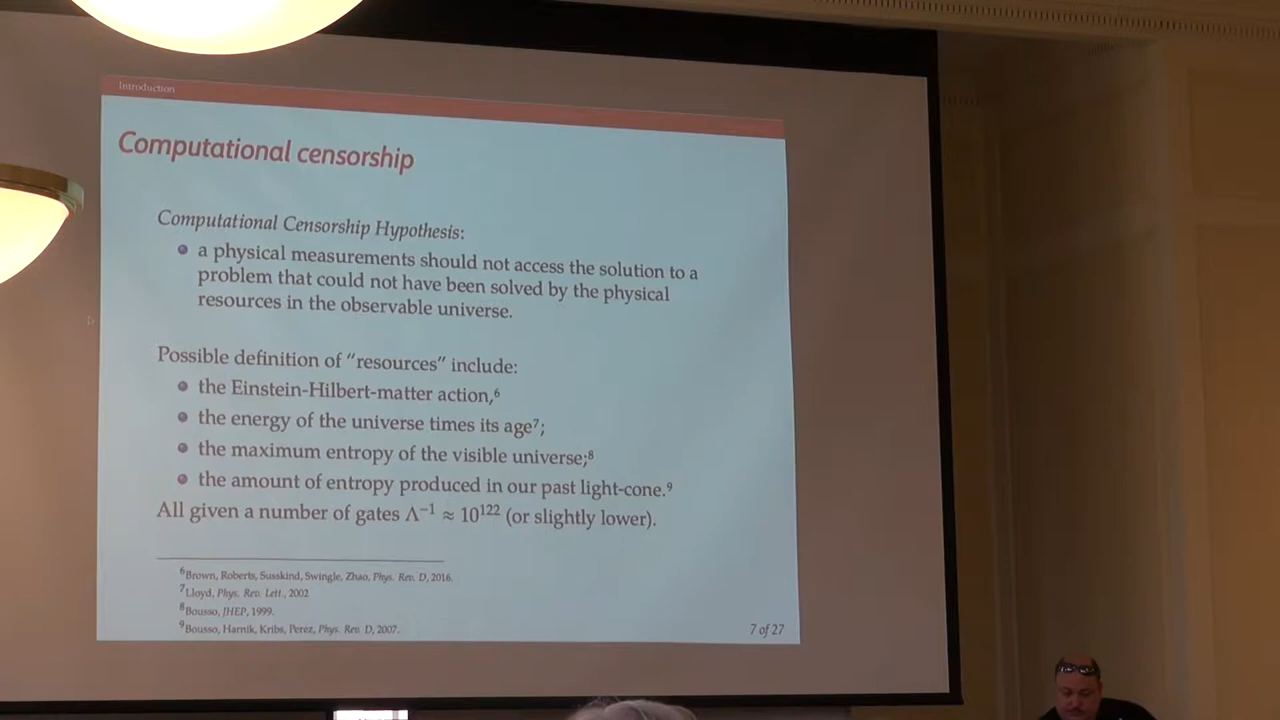 Introduction
Computational censorship
Computational Censorship Hypothesis:
a physical measurements should not access the solution to a
problem that could not have been solved by the physical
resources in the observable universe.
Possible definition of “resources” include:
the Einstein-Hilbert-matter action,⁶
the energy of the universe times its age⁷;
the maximum entropy of the visible universe;⁸
the amount of entropy produced in our past light-cone.⁹
All given a number of gates Λ⁻¹ ≈ 10¹²² (or slightly lower).
⁶Brown, Roberts, Susskind, Swingle, Zhao, Phys. Rev. D, 2016.
⁷Lloyd, Phys. Rev. Lett., 2002
⁸Bousso, JHEP, 1999.
⁹Bousso, Harnik, Kribs, Perez, Phys. Rev. D, 2007.
7 of 27